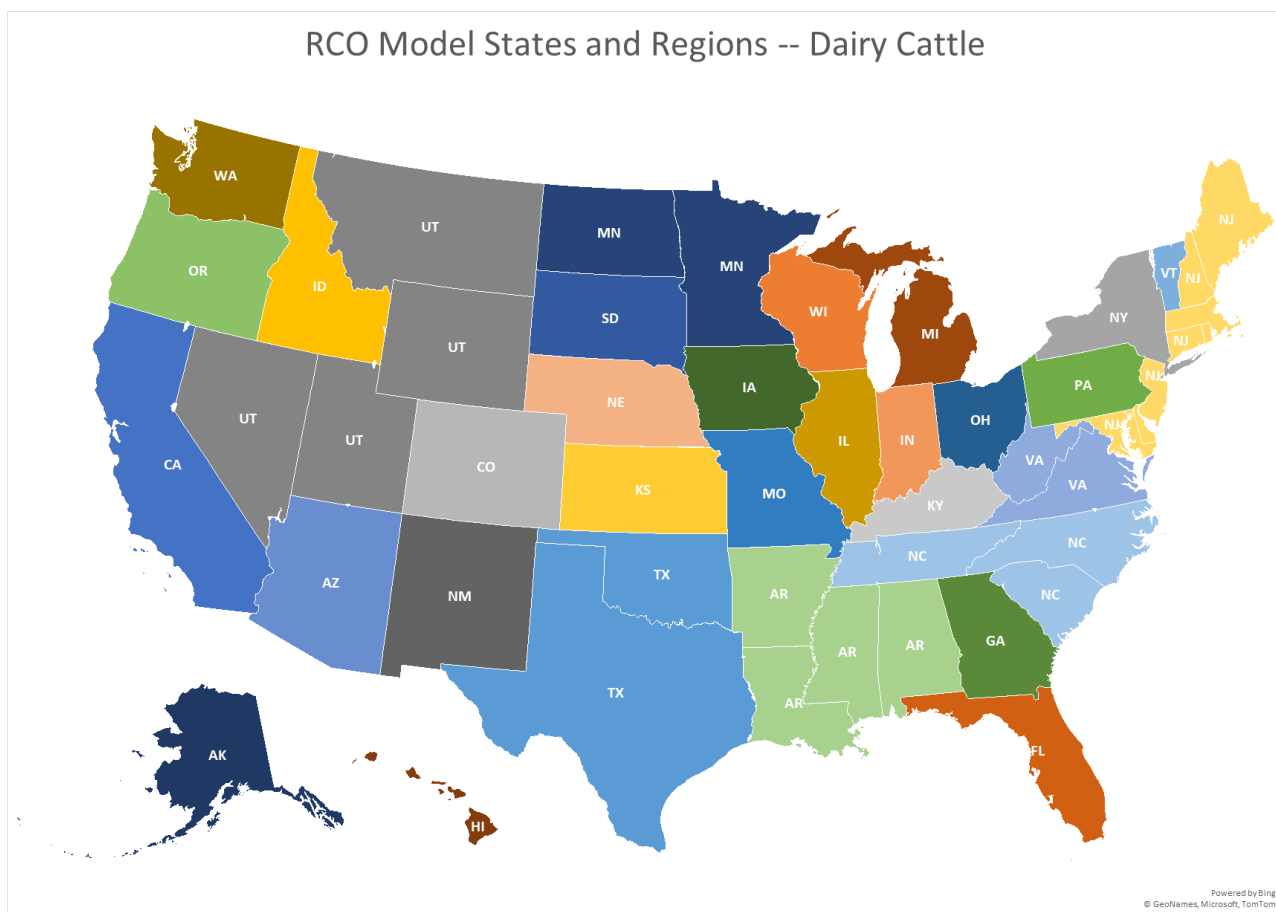 RCO Model States and Regions -- Dairy Cattle
WA
UT
MN
MN
NJ
OR
ID
VT
NJ
SD
WI
NY
MI
UT
NJ
IA
PA
NJ
NE
UT
UT
IL
IN
OH
NJ
CA
CO
KS
MO
VA
VA
KY
AZ
NM
TX
AR
NC
NC
NC
TX
AR
AR
AR
GA
AR
AK
FL
HI
Powered by Bing
© GeoNames, Microsoft, TomTom